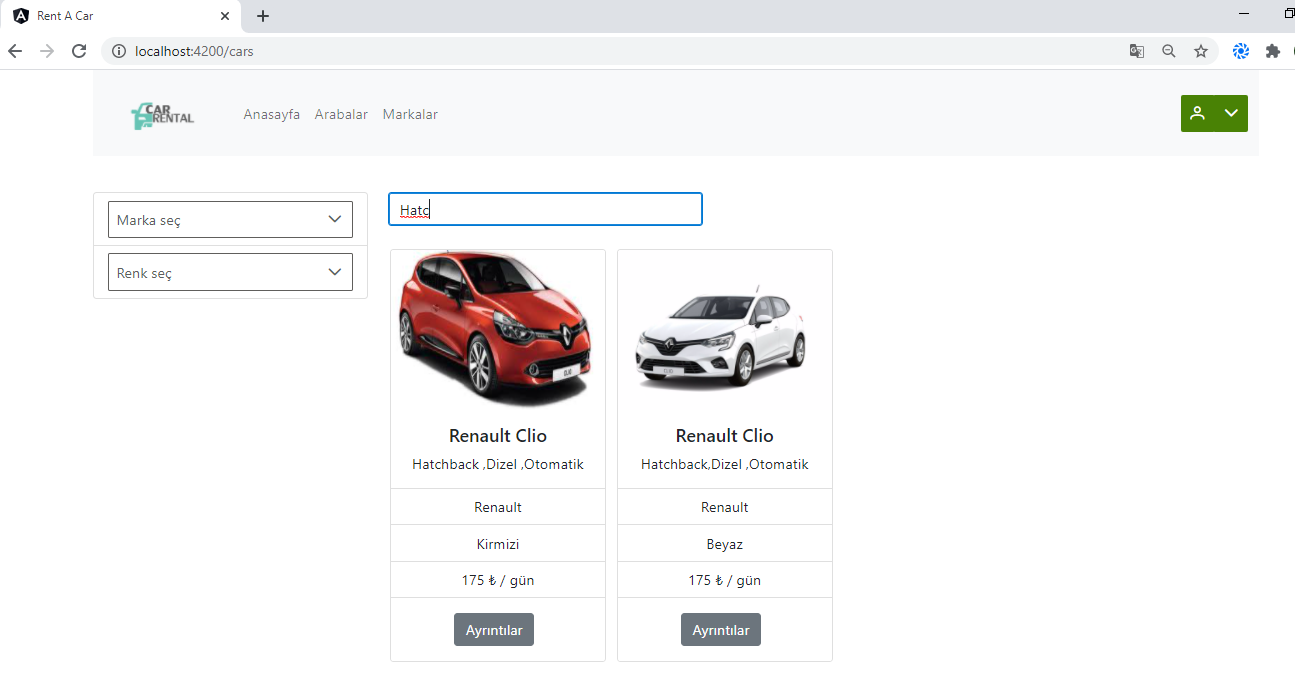 Rent A Car
localhost:4200/cars
CAR
RENTAL
Anasayfa Arabalar Markalar
Marka seç
Renk seç
Hatc
Renault Clio
Hatchback ,Dizel ,Otomatik
Renault
Kirmizi
175 ₺ / gün
Ayrıntılar
Renault Clio
Hatchback,Dizel ,Otomatik
Renault
Beyaz
175 ₺ / gün
Ayrıntılar